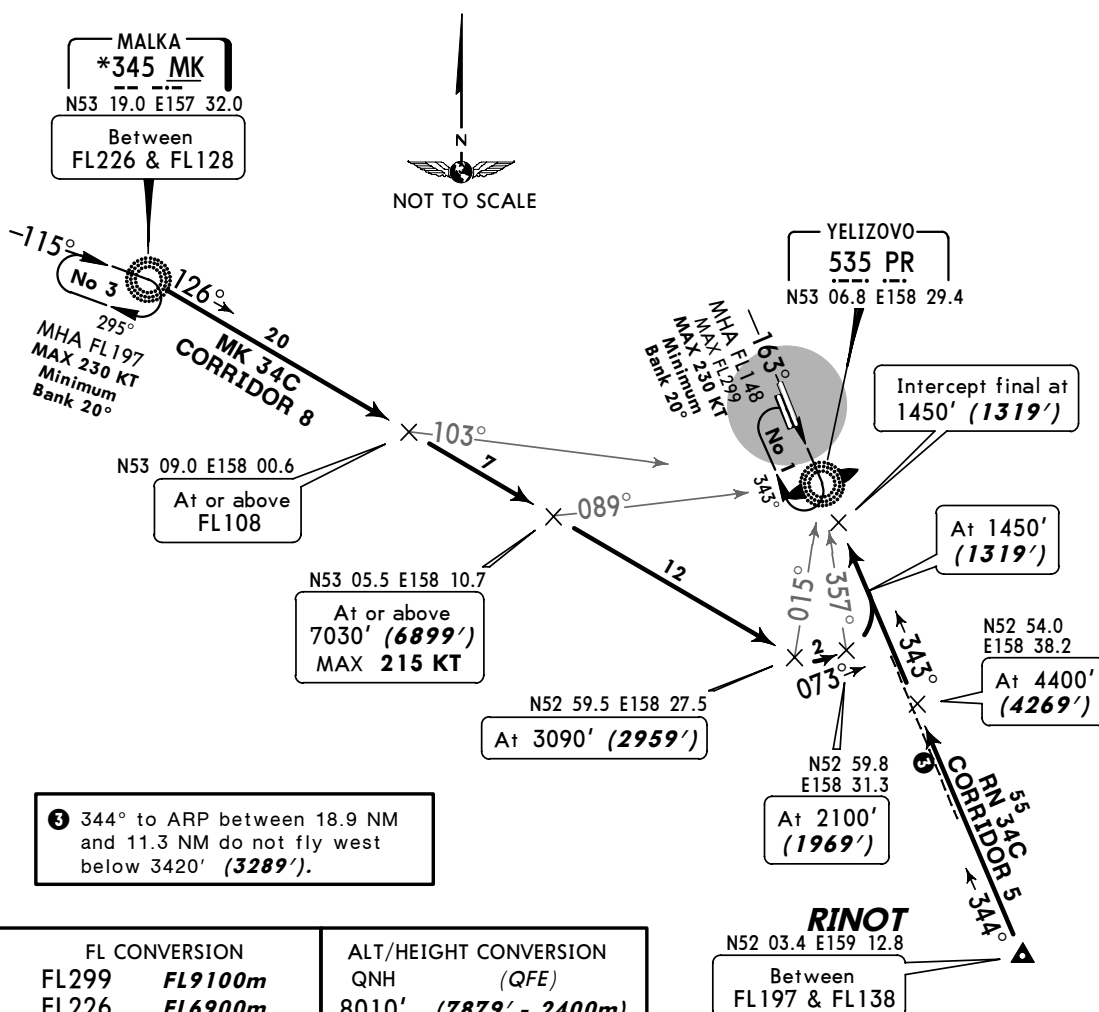 MALKA
*345 MK
N53 19.0 E157 32.0
Between
FL226 & FL128
N
NOT TO SCALE
115°
No 3
126°
295°
MHA FL197
MAX 230 KT
Minimum
Bank 20°
20
MK 34C
CORRIDOR 8
YELIZOVO
535 PR
N53 06.8 E158 29.4
MHA FL148
MAX FL299
MAX 230 KT
Minimum
Bank 20°
163°
No 1
343°
Intercept final at
1450' (1319')
N53 09.0 E158 00.6
At or above
FL108
103°
7
089°
N53 05.5 E158 10.7
At or above
7030' (6899')
MAX 215 KT
12
015°
357°
At 1450'
(1319')
2
073°
343°
N52 54.0
E158 38.2
At 4400'
(4269')
N52 59.5 E158 27.5
At 3090' (2959')
N52 59.8
E158 31.3
At 2100'
(1969')
3
55
RN 34C
CORRIDOR 5
344°
3 344° to ARP between 18.9 NM
and 11.3 NM do not fly west
below 3420' (3289').
RINOT
N52 03.4 E159 12.8
Between
FL197 & FL138
FL CONVERSION
FL299 FL9100m
FL226 FL6900m
ALT/HEIGHT CONVERSION
QNH (QFE)
8010' (7879' - 2400m)